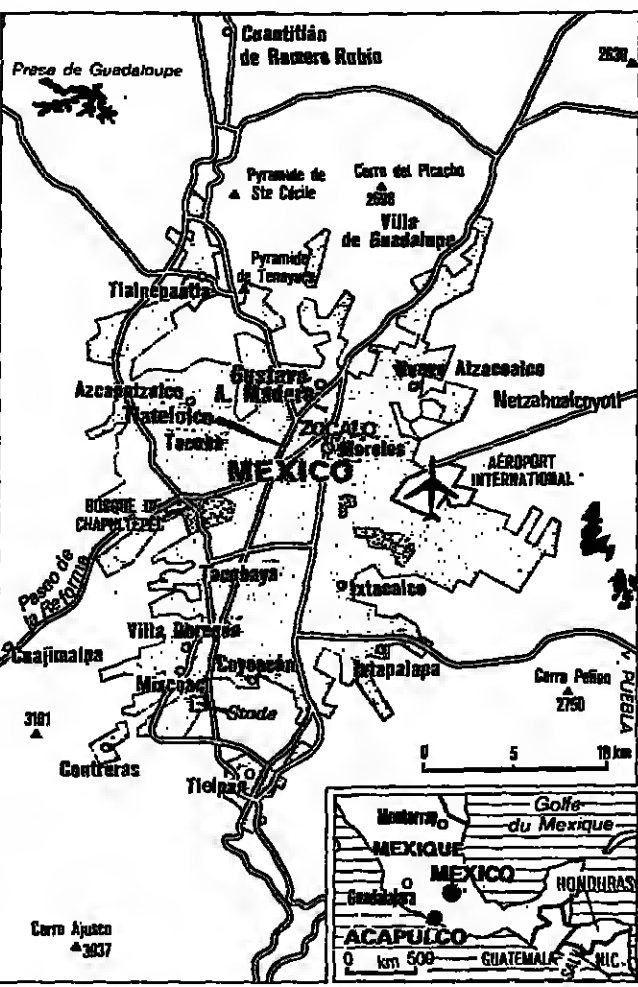 Cuautitlán
de Romero Rubio
Presa de Guadaloupe
2630
Pyramide de
Ste Cécile
Cerro del Picacho
Villa
de Guadalupe
Pyramide
de Tenayuca
Tlalnepantla
Gustavo
A. Madero
Atzacoalco
Azcapotzalco
Tlatelolco
Netzahualcoyotl
ZOCALO
Tacuba
Morelos
MEXICO
AÉROPORT
INTERNATIONAL
BOSQUE DE
CHAPULTEPEC
Paseo de
la Reforma
Tacubaya
Ixtacalco
Villa Obregon
Cuajimalpa
Coyoacán
Ixtapalapa
Mixcoac
Cerro Peñon
2750
v. PUEBLA
3181
Stade
Contreras
0 5 10 km
Tlalpan
Golfe
du Mexique
Monterrey
MEXIQUE
MEXICO
Guadalajara
HONDURAS
ACAPULCO
0 km 500
GUATEMALA
SALV.
NIC.
Cerro Ajusco
3937